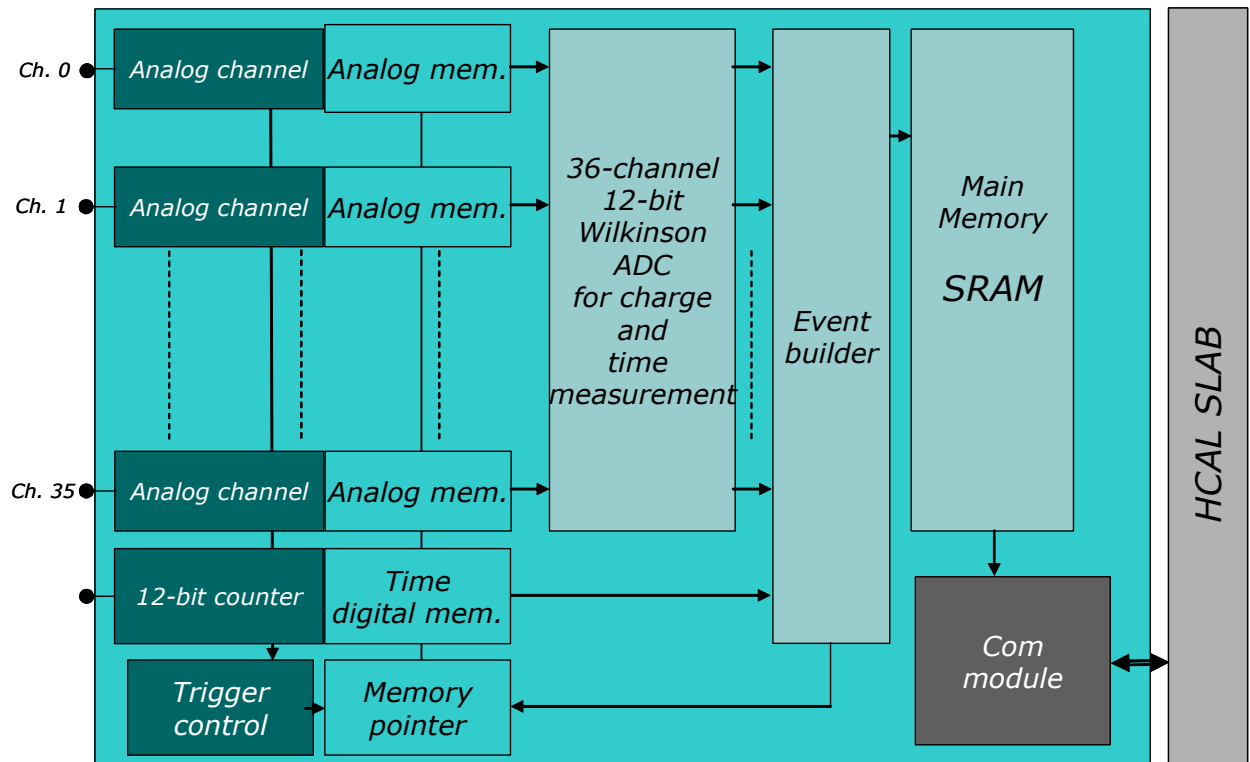 Ch. 0
Analog channel
Analog mem.
Ch. 1
Analog channel
Analog mem.
Ch. 35
Analog channel
Analog mem.
12-bit counter
Time
digital mem.
Trigger
control
Memory
pointer
36-channel
12-bit
Wilkinson
ADC
for charge
and
time
measurement
Event
builder
Main
Memory
SRAM
Com
module
HCAL SLAB